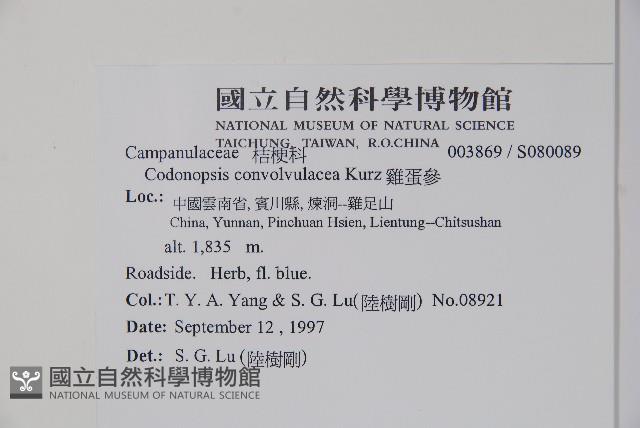 國立自然科學博物館
NATIONAL MUSEUM OF NATURAL SCIENCE
TAICHUNG, TAIWAN, R.O.CHINA
Campanulaceae 桔梗科 003869 / S080089
Codonopsis convolvulacea Kurz 雞蛋參
Loc.: 中國雲南省, 賓川縣, 煉洞--雞足山
China, Yunnan, Pinchuan Hsien, Lientung--Chitsushan
alt. 1,835 m.
Roadside. Herb, fl. blue.
Col.: T. Y. A. Yang & S. G. Lu(陸樹剛) No.08921
Date: September 12 , 1997
Det.: S. G. Lu (陸樹剛)
國立自然科學博物館
NATIONAL MUSEUM OF NATURAL SCIENCE